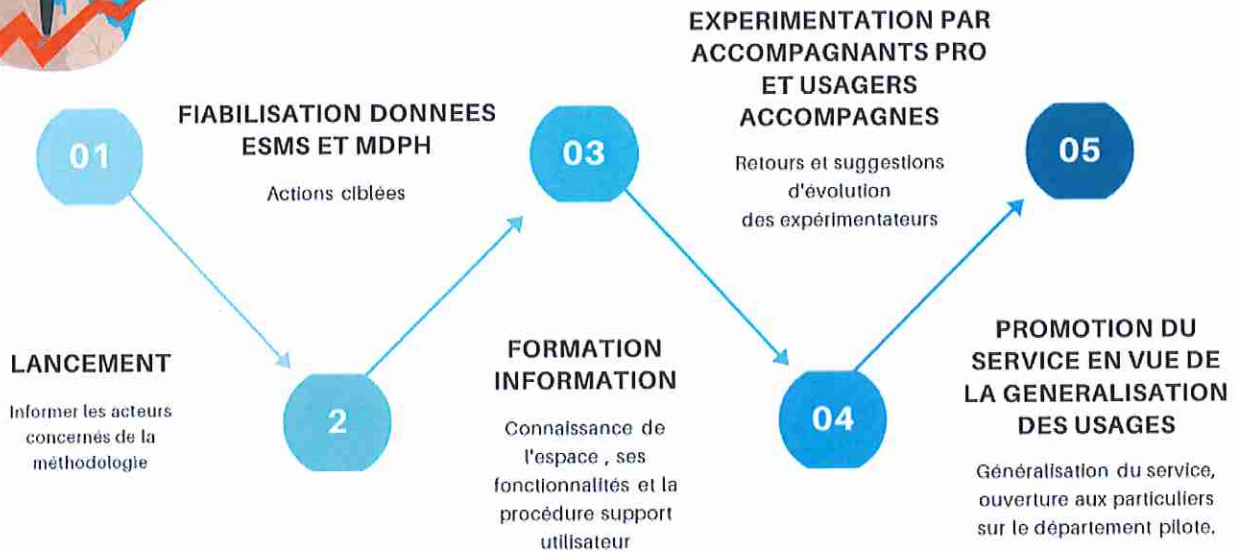 01
LANCEMENT
Informer les acteurs
concernés de la
méthodologie
FIABILISATION DONNEES
ESMS ET MDPH
Actions ciblées
2
03
FORMATION
INFORMATION
Connaissance de
l'espace , ses
fonctionnalités et la
procédure support
utilisateur
EXPERIMENTATION PAR
ACCOMPAGNANTS PRO
ET USAGERS
ACCOMPAGNES
Retours et suggestions
d'évolution
des expérimentateurs
04
05
PROMOTION DU
SERVICE EN VUE DE
LA GENERALISATION
DES USAGES
Généralisation du service,
ouverture aux particuliers
sur le département pilote.